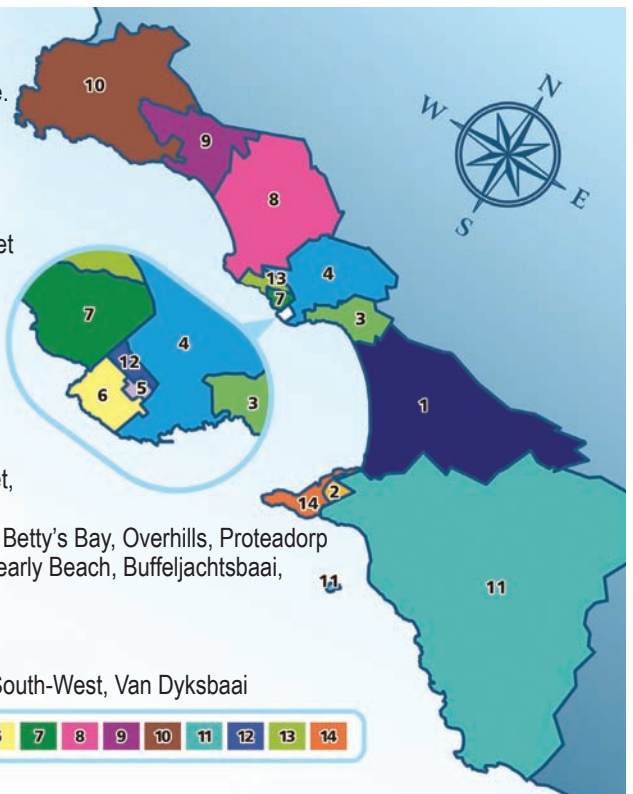 10
e.
N
W
9
E
8
S
et
13
4
7
7
3
4
12
6
5
3
1
et,
2
14
Betty's Bay, Overhills, Proteadorp
early Beach, Buffeljachtsbaai,
11
11
South-West, Van Dyksbaai
7 8 9 10 11 12 13 14